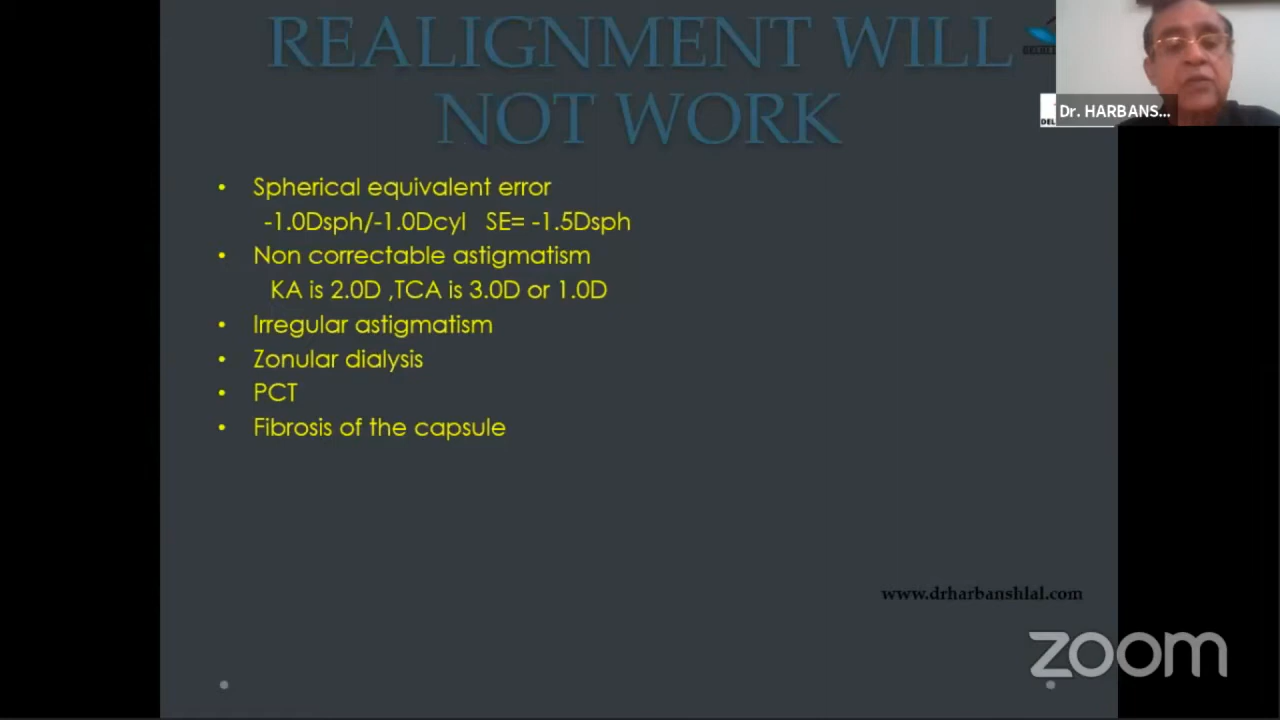 REALIGNMENT WILL
NOT WORK
Dr. HARBANS...
• Spherical equivalent error
-1.0Dsph/-1.0Dcyl SE= -1.5Dsph
• Non correctable astigmatism
KA is 2.0D ,TCA is 3.0D or 1.0D
• Irregular astigmatism
• Zonular dialysis
• PCT
• Fibrosis of the capsule
www.drharbanshlal.com
zoom